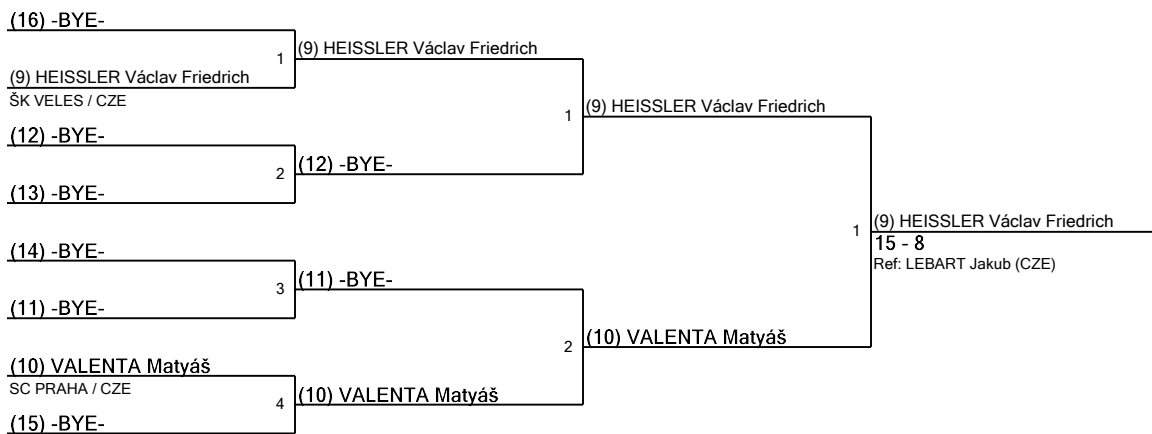 (16) -BYE-
1
(9) HEISSLER Václav Friedrich
(9) HEISSLER Václav Friedrich
ŠK VELES / CZE
1
(9) HEISSLER Václav Friedrich
(12) -BYE-
2
(12) -BYE-
(13) -BYE-
1
(9) HEISSLER Václav Friedrich
15 - 8
Ref: LEBART Jakub (CZE)
(14) -BYE-
3
(11) -BYE-
(11) -BYE-
2
(10) VALENTA Matyáš
(10) VALENTA Matyáš
SC PRAHA / CZE
4
(10) VALENTA Matyáš
(15) -BYE-